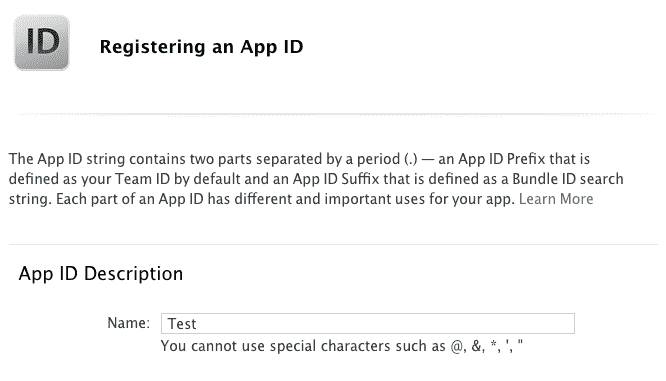 ID
Registering an App ID
The App ID string contains two parts separated by a period (.) — an App ID Prefix that is
defined as your Team ID by default and an App ID Suffix that is defined as a Bundle ID search
string. Each part of an App ID has different and important uses for your app. Learn More
App ID Description
Name: Test
You cannot use special characters such as @, &, *, ', "